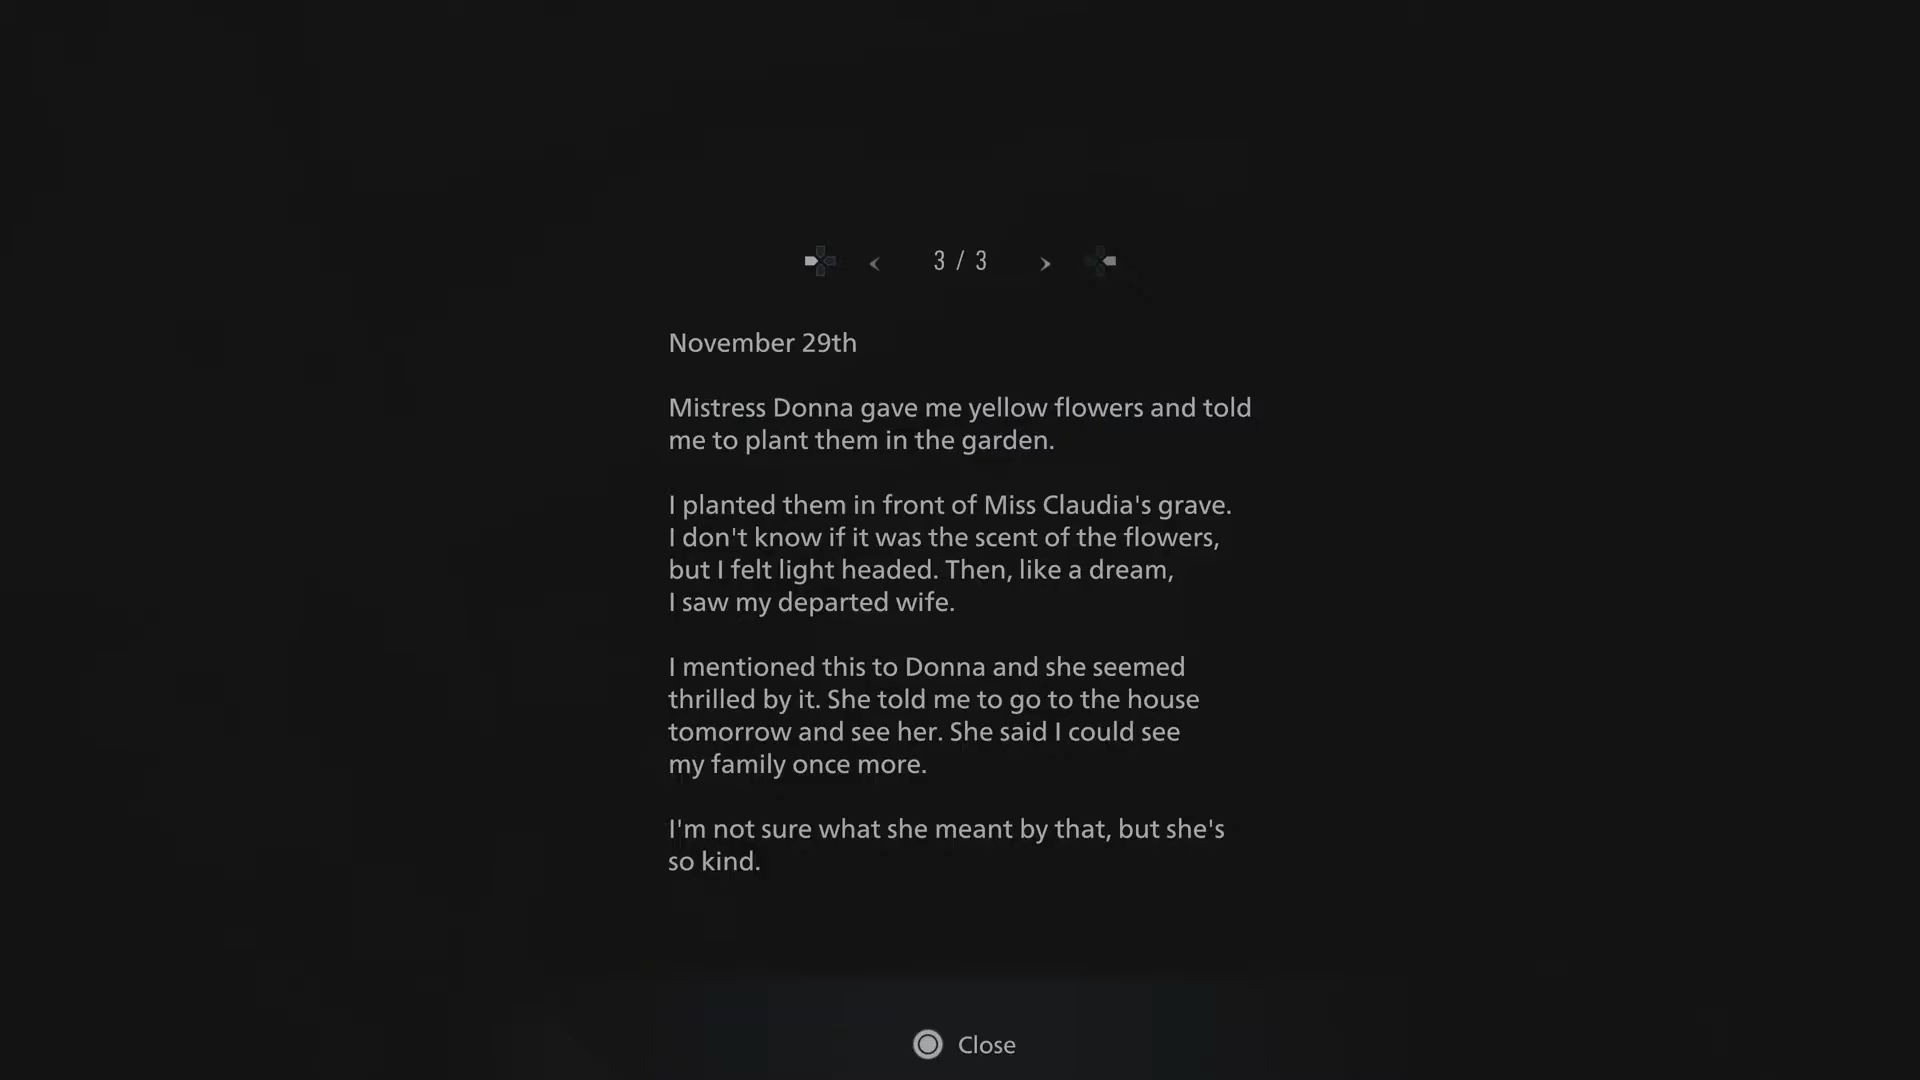 3 / 3
November 29th
Mistress Donna gave me yellow flowers and told
me to plant them in the garden.
I planted them in front of Miss Claudia's grave.
I don't know if it was the scent of the flowers,
but I felt light headed. Then, like a dream,
I saw my departed wife.
I mentioned this to Donna and she seemed
thrilled by it. She told me to go to the house
tomorrow and see her. She said I could see
my family once more.
I'm not sure what she meant by that, but she's
so kind.
Close